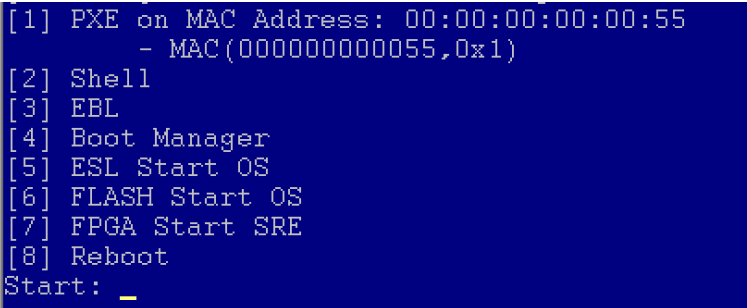 [1] PXE on MAC Address: 00:00:00:00:00:55
- MAC(000000000055,0x1)
[2] Shell
[3] EBL
[4] Boot Manager
[5] ESL Start OS
[6] FLASH Start OS
[7] FPGA Start SRE
[8] Reboot
Start: _